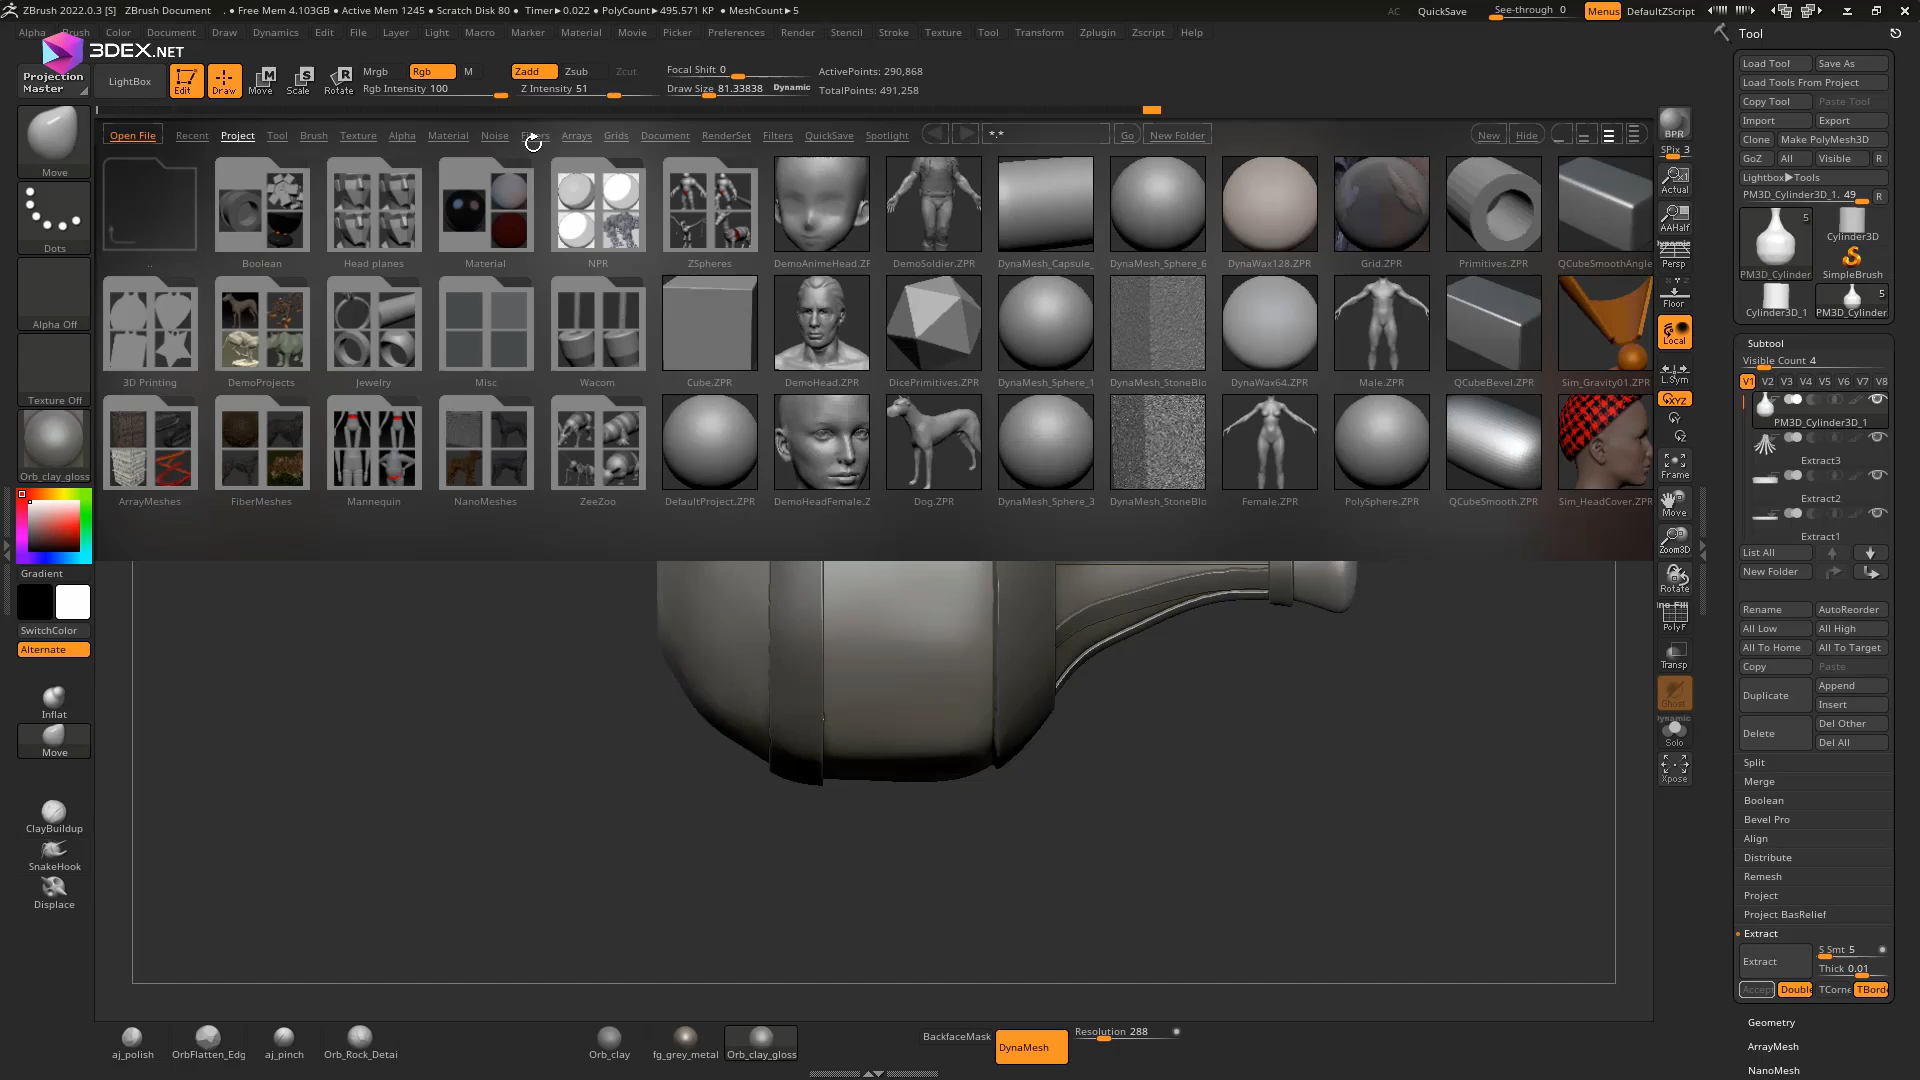 ZBrush 2022.0.3 [S] ZBrush Document . • Free Mem 4.103GB • Active Mem 1245 • Scratch Disk 80 • Timer►0.022 • PolyCount►495.571 KP • MeshCount►5 AC QuickSave See-through 0 Menus DefaultZScript
Alpha Brush Color Document Draw Dynamics Edit File Layer Light Macro Marker Material Movie Picker Preferences Render Stencil Stroke Texture Tool Transform Zplugin Zscript Help
3DEX.NET
Projection Master LightBox Edit Draw Move Scale Rotate
Mrgb Rgb M Zadd Zsub Zcut Focal Shift 0 ActivePoints: 290,868
Rgb Intensity 100 Z Intensity 51 Draw Size 81.33838 Dynamic TotalPoints: 491,258
Open File Recent Project Tool Brush Texture Alpha Material Noise Arrays Grids Document RenderSet Filters QuickSave Spotlight *.* Go New Folder New Hide
.. Boolean Head planes Material NPR ZSpheres DemoAnimeHead.ZF DemoSoldier.ZPR DynaMesh_Capsule_ DynaMesh_Sphere_6 DynaWax128.ZPR Grid.ZPR Primitives.ZPR QCubeSmoothAngle
3D Printing DemoProjects Jewelry Misc Wacom Cube.ZPR DemoHead.ZPR DicePrimitives.ZPR DynaMesh_Sphere_1 DynaMesh_StoneBlo DynaWax64.ZPR Male.ZPR QCubeBevel.ZPR Sim_Gravity01.ZPR
ArrayMeshes FiberMeshes Mannequin NanoMeshes ZeeZoo DefaultProject.ZPR DemoHeadFemale.Z Dog.ZPR DynaMesh_Sphere_3 DynaMesh_StoneBlo Female.ZPR PolySphere.ZPR QCubeSmooth.ZPR Sim_HeadCover.ZPR
Move
Dots
Alpha Off
Texture Off
Orb_clay_gloss
Gradient
SwitchColor
Alternate
Inflat
Move
ClayBuildup
SnakeHook
Displace
aj_polish OrbFlatten_Edg aj_pinch Orb_Rock_Detai Orb_clay fg_grey_metal Orb_clay_gloss BackfaceMask DynaMesh Resolution 288
BPR
SPix 3
Actual
AAHalf
Dynamic
Persp
Floor
Local
L.Sym
XYZ
Frame
Move
Zoom3D
Rotate
PolyF
Transp
Ghost
Dynamic
Solo
Xpose
Tool
Load Tool Save As
Load Tools From Project
Copy Tool Paste Tool
Import Export
Clone Make PolyMesh3D
GoZ All Visible R
Lightbox►Tools
PM3D_Cylinder3D_1. 49 R
5
Cylinder3D
PM3D_Cylinder SimpleBrush
5
Cylinder3D_1 PM3D_Cylinder
Subtool
Visible Count 4
V1 V2 V3 V4 V5 V6 V7 V8
PM3D_Cylinder3D_1
Extract3
Extract2
Extract1
List All
New Folder
Rename AutoReorder
All Low All High
All To Home All To Target
Copy Paste
Duplicate Append
Insert
Delete Del Other
Del All
Split
Merge
Boolean
Bevel Pro
Align
Distribute
Remesh
Project
Project BasRelief
Extract
Extract S Smt 5
Thick 0.01
Accept Double TCorne TBorde
Geometry
ArrayMesh
NanoMesh